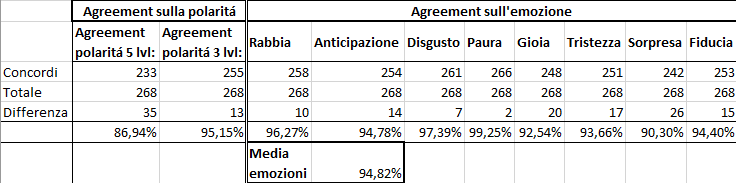 Agreement sulla polaritá Agreement sull'emozione
Agreement polaritá 5 lvl: Agreement polaritá 3 lvl: Rabbia Anticipazione Disgusto Paura Gioia Tristezza Sorpresa Fiducia
Concordi 233 255 258 254 261 266 248 251 242 253
Totale 268 268 268 268 268 268 268 268 268 268
Differenza 35 13 10 14 7 2 20 17 26 15
86,94% 95,15% 96,27% 94,78% 97,39% 99,25% 92,54% 93,66% 90,30% 94,40%
Media
emozioni 94,82%